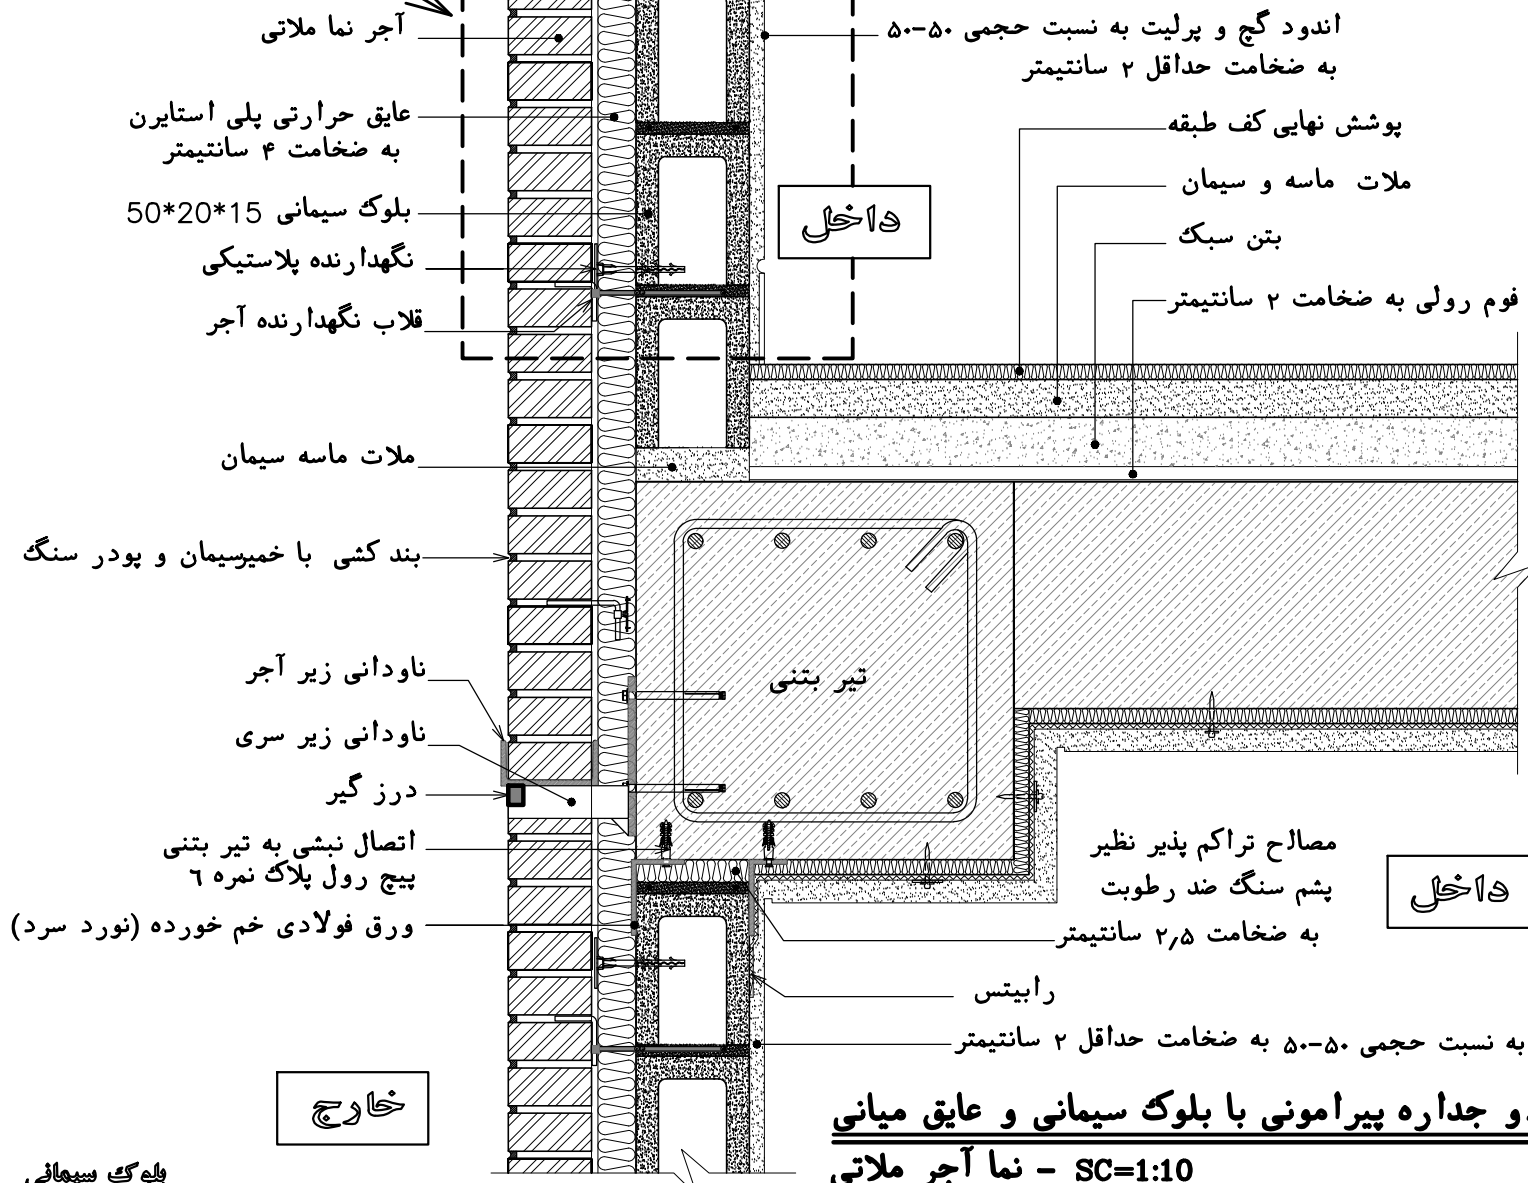 آجر نما ملاتی
عایق حرارتی پلی استایرن
به ضخامت ۴ سانتیمتر
بلوک سیمانی 15*20*50
نگهدارنده پلاستیکی
قلاب نگهدارنده آجر
ملات ماسه سیمان
بند کشی با خمیرسیمان و پودر سنگ
ناودانی زیر آجر
ناودانی زیر سری
درز گیر
اتصال نبشی به تیر بتنی
پیچ رول پلاک نمره ٦
ورق فولادی خم خورده (نورد سرد)
خارج
بلوک سیمانی
اندود گچ و پرلیت به نسبت حجمی ۵۰-۵۰
به ضخامت حداقل ۲ سانتیمتر
پوشش نهایی کف طبقه
ملات ماسه و سیمان
داخل
بتن سبک
فوم رولی به ضخامت ۲ سانتیمتر
تیر بتنی
مصالح تراکم پذیر نظیر
پشم سنگ ضد رطوبت
به ضخامت ۲٫۵ سانتیمتر
داخل
رابیتس
به نسبت حجمی ۵۰-۵۰ به ضخامت حداقل ۲ سانتیمتر
و جداره پیرامونی با بلوک سیمانی و عایق میانی
نما آجر ملاتی - SC=1:10